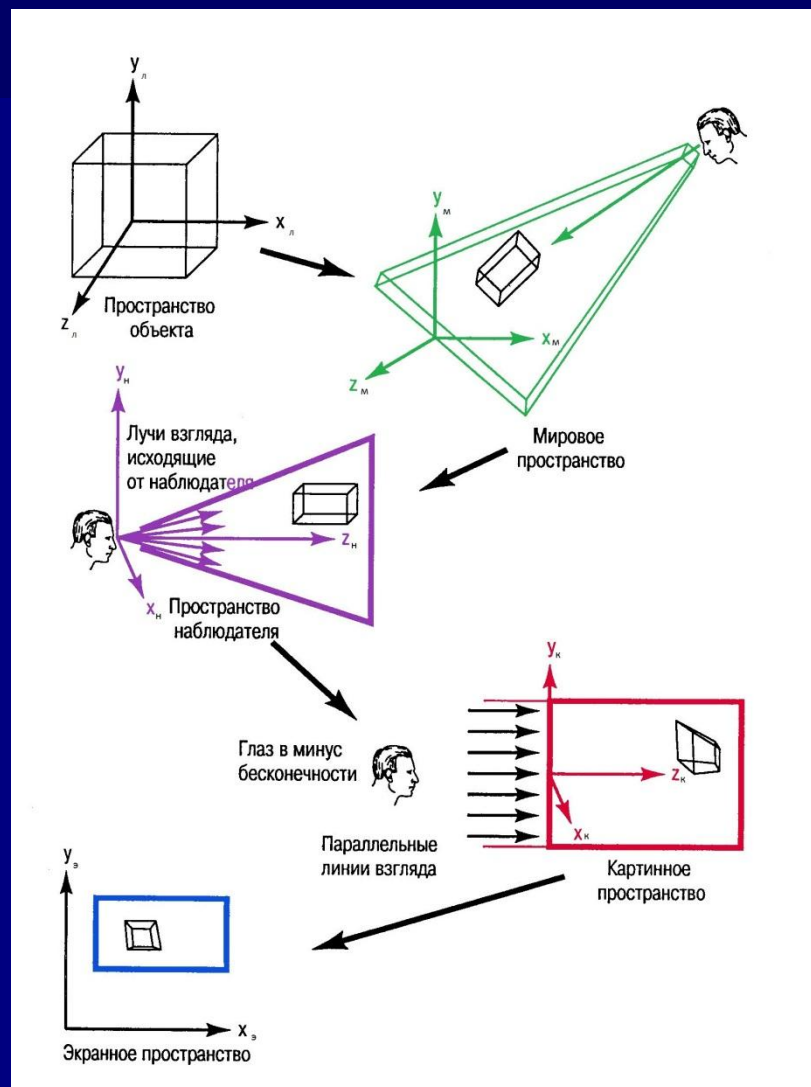 y л
x л
z л
Пространство
объекта
y м
x м
z м
Мировое
пространство
y н
Лучи взгляда,
исходящие
от наблюдателя
z н
x н
Пространство
наблюдателя
y к
Глаз в минус
бесконечности
z к
x к
Параллельные
линии взгляда
Картинное
пространство
y э
x э
Экранное пространство